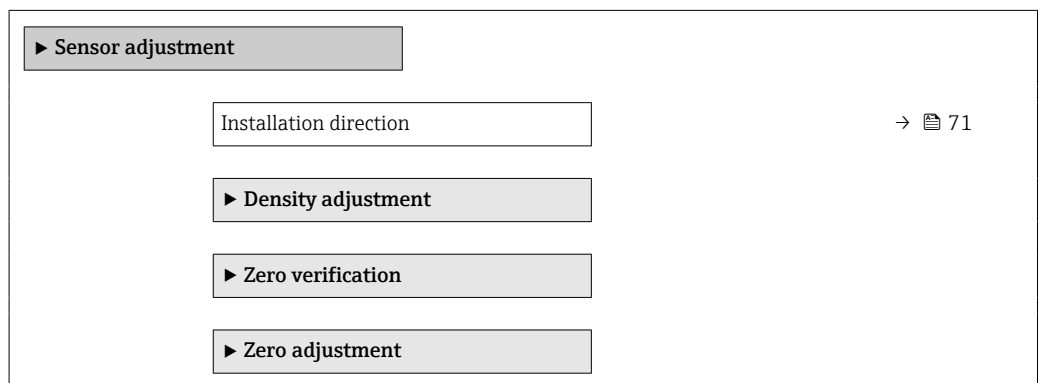 ▶ Sensor adjustment
Installation direction → 71
▶ Density adjustment
▶ Zero verification
▶ Zero adjustment